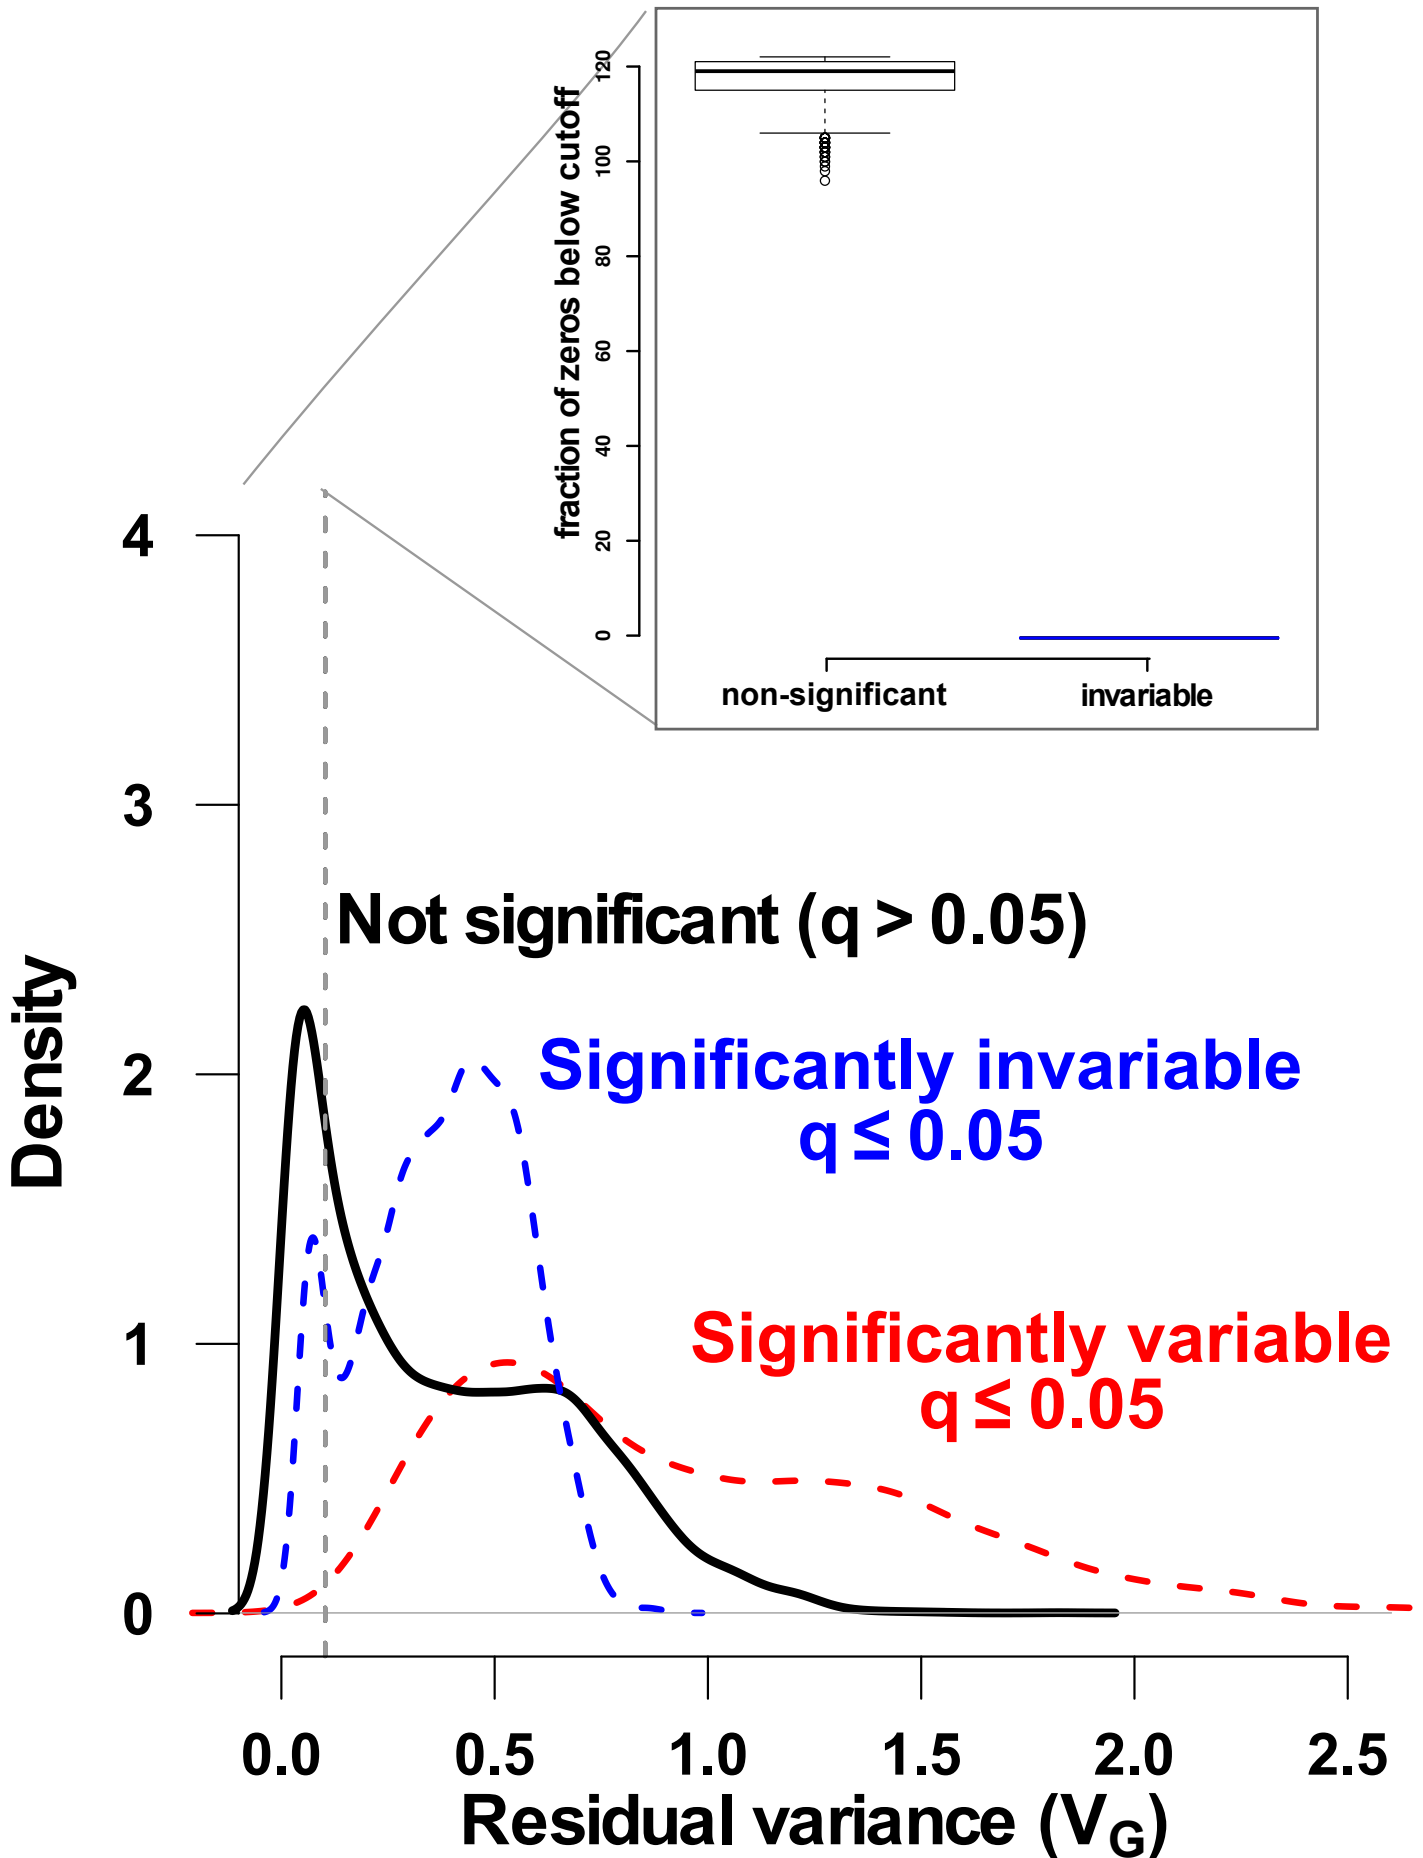 fraction of zeros below cutoff
120
100
80
60
40
20
0
non-significant
invariable
4
3
2
1
0
Density
Not significant (q > 0.05)
Significantly invariable
q ≤ 0.05
Significantly variable
q ≤ 0.05
0.0 0.5 1.0 1.5 2.0 2.5
Residual variance (VG)